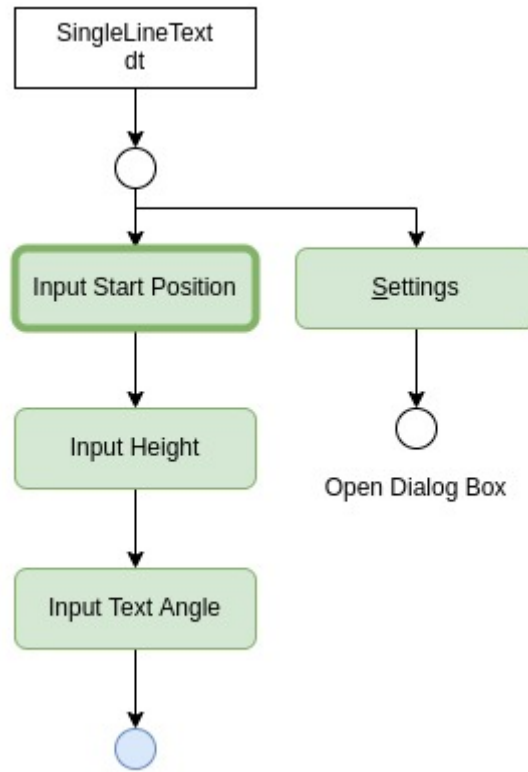 SingleLineText
dt
Input Start Position
Settings
Input Height
Open Dialog Box
Input Text Angle